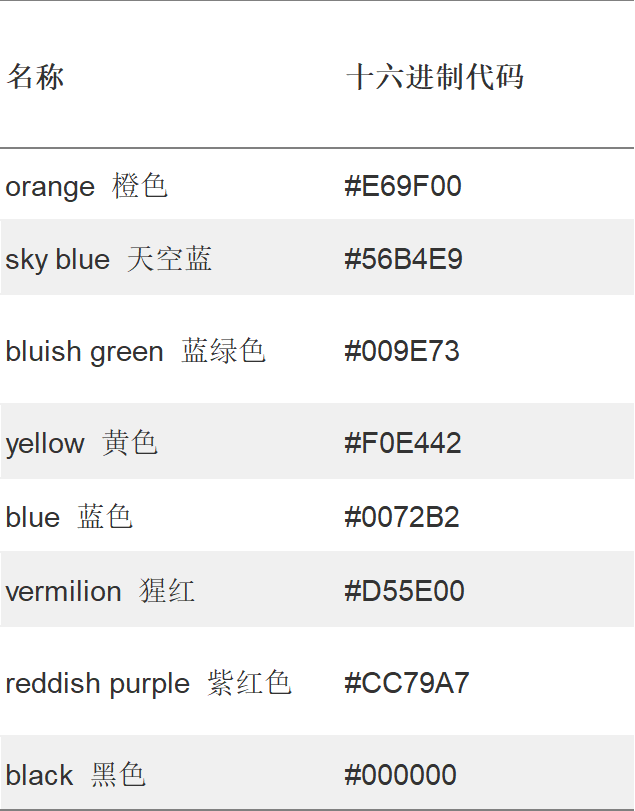 名称 十六进制代码
orange 橙色 #E69F00
sky blue 天空蓝 #56B4E9
bluish green 蓝绿色 #009E73
yellow 黄色 #F0E442
blue 蓝色 #0072B2
vermilion 猩红 #D55E00
reddish purple 紫红色 #CC79A7
black 黑色 #000000